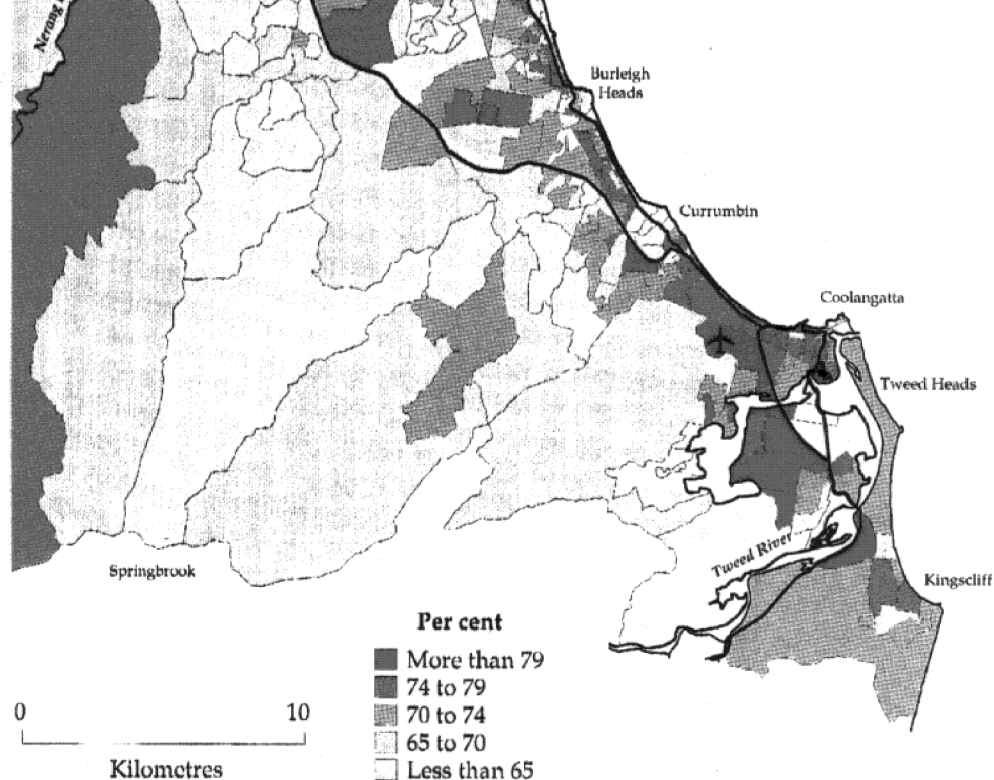 Nerang
Burleigh
Heads
Currumbin
Coolangatta
Tweed Heads
Tweed River
Springbrook
Kingscliff
Per cent
More than 79
74 to 79
70 to 74
65 to 70
Less than 65
0 10
Kilometres